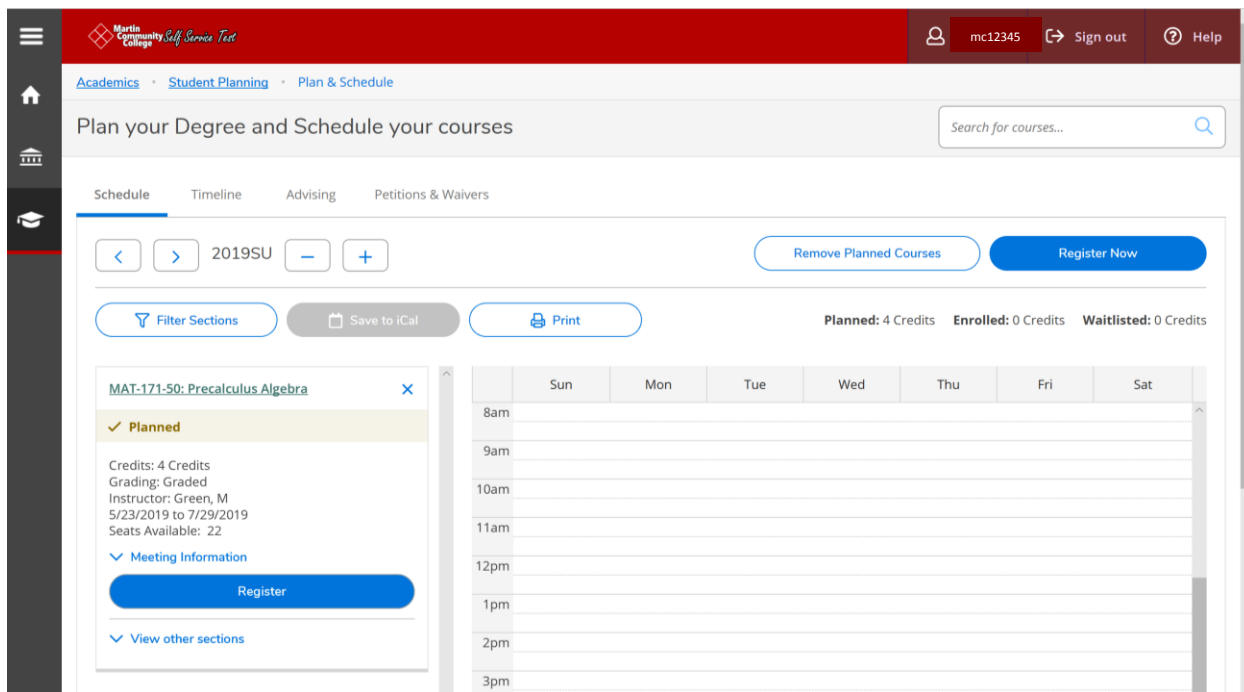 Martin
Community
College
Self Service Test
mc12345
Sign out
Help
Academics · Student Planning · Plan & Schedule
Plan your Degree and Schedule your courses
Search for courses...
Schedule Timeline Advising Petitions & Waivers
2019SU
Remove Planned Courses
Register Now
Filter Sections
Save to iCal
Print
Planned: 4 Credits Enrolled: 0 Credits Waitlisted: 0 Credits
MAT-171-50: Precalculus Algebra
Planned
Credits: 4 Credits
Grading: Graded
Instructor: Green, M
5/23/2019 to 7/29/2019
Seats Available: 22
Meeting Information
Register
View other sections
Sun Mon Tue Wed Thu Fri Sat
8am
9am
10am
11am
12pm
1pm
2pm
3pm